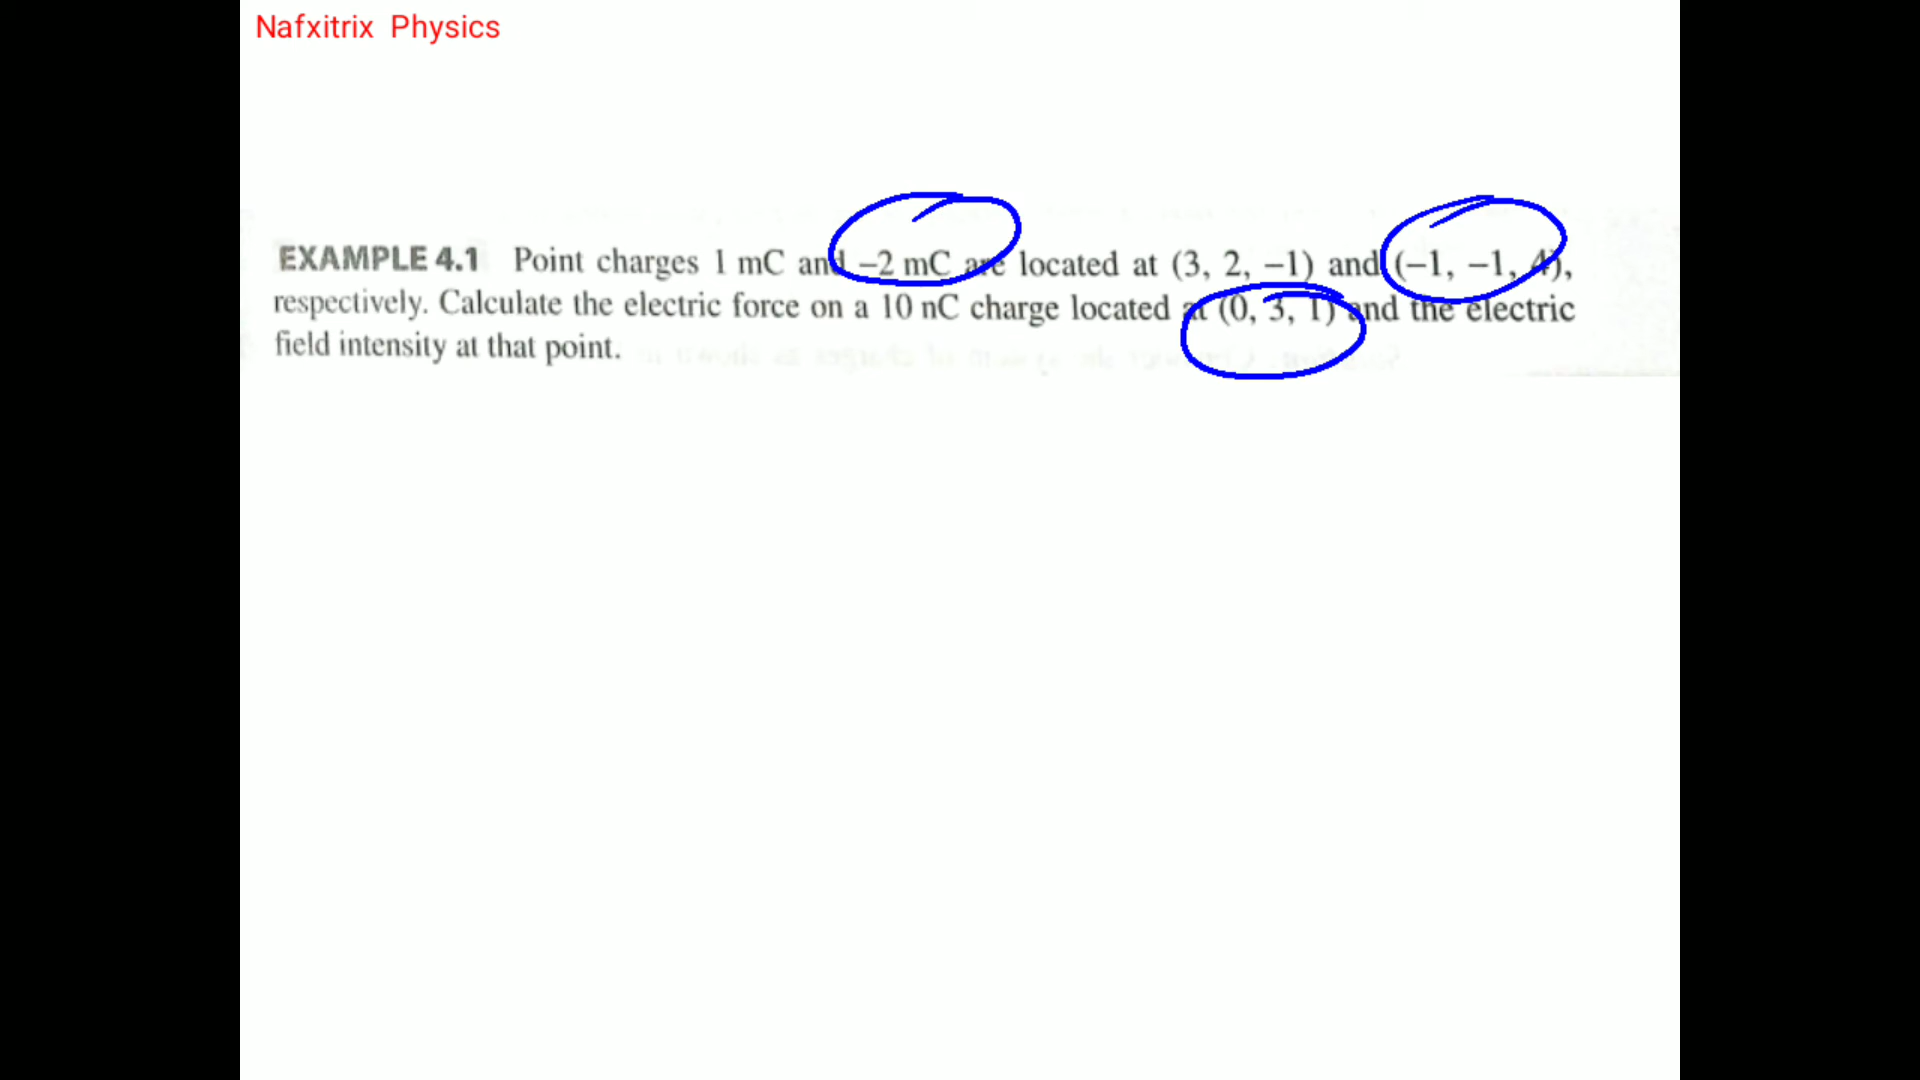 Nafxitrix Physics
EXAMPLE 4.1 Point charges 1 mC and –2 mC are located at (3, 2, –1) and (–1, –1, 4),
respectively. Calculate the electric force on a 10 nC charge located at (0, 3, 1) and the electric
field intensity at that point.